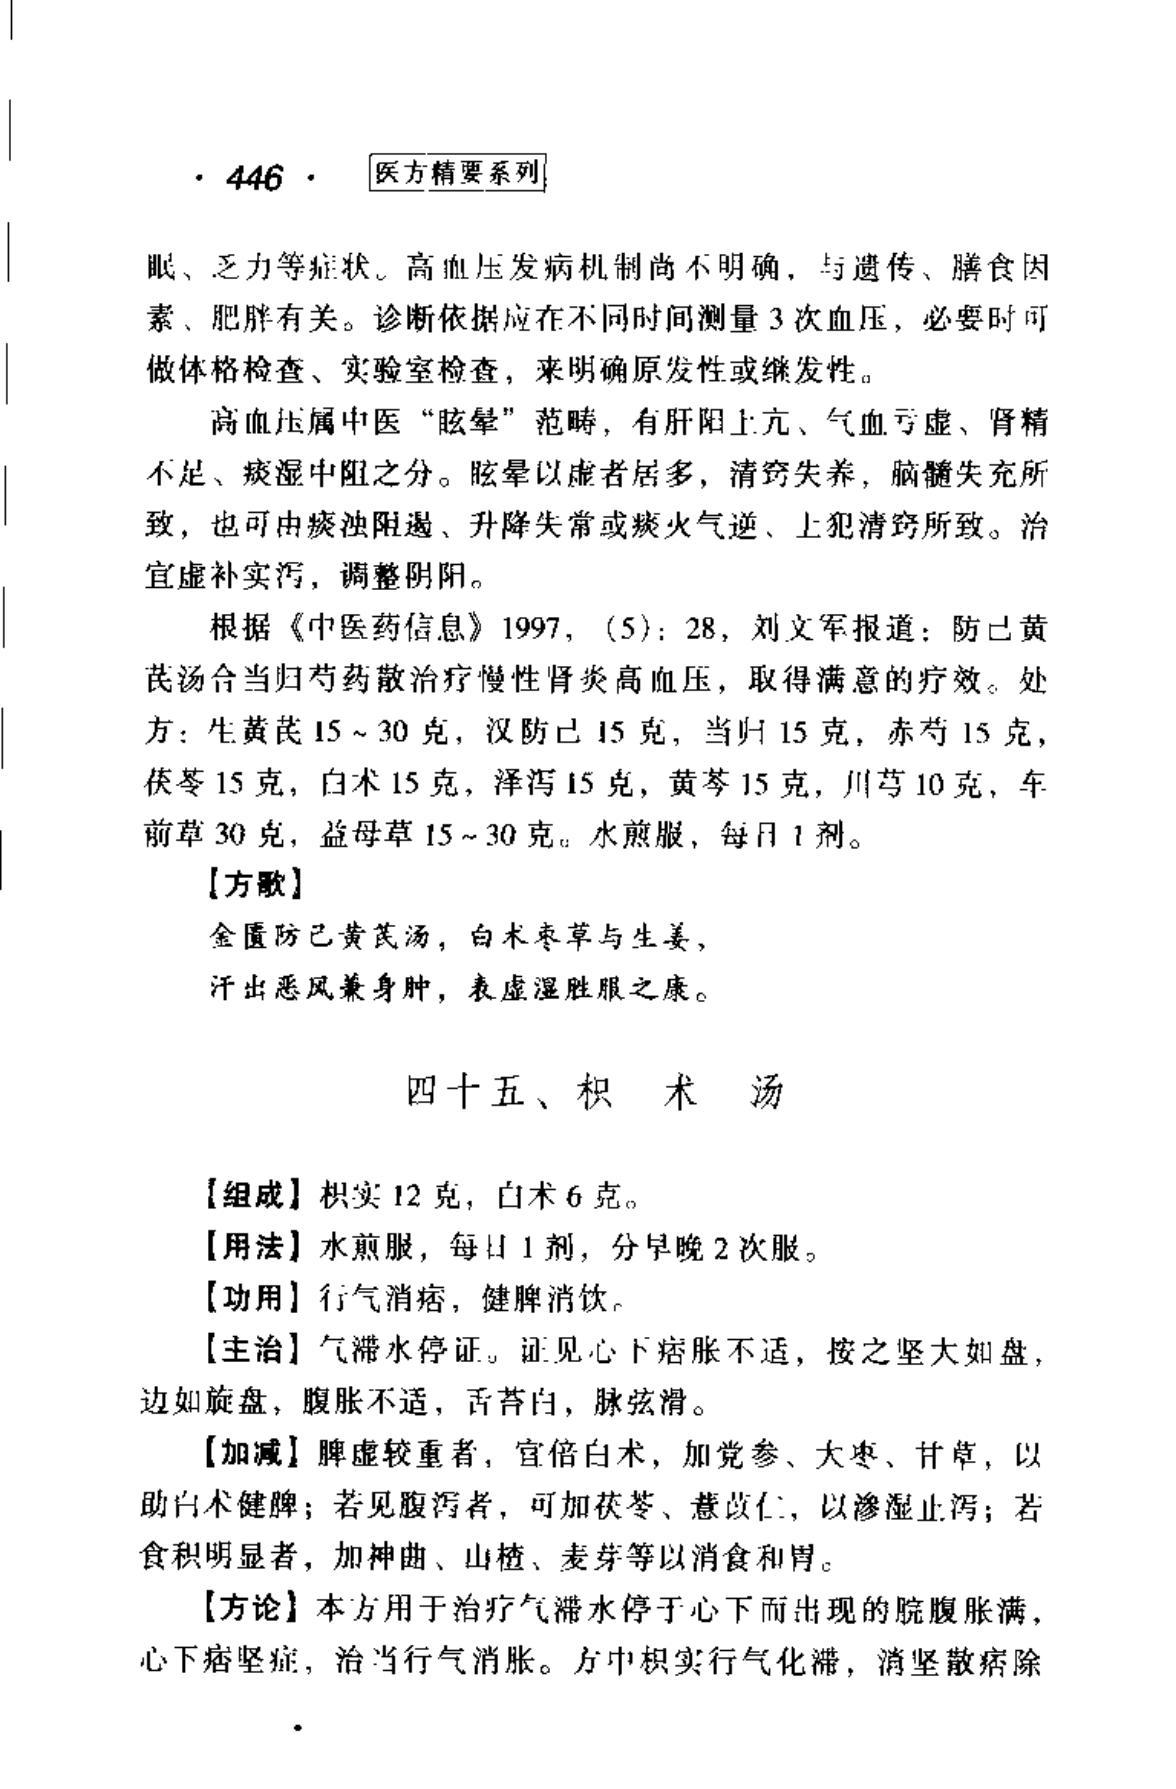 · 446 ·
医方精要系列
眠、乏力等症状。高血压发病机制尚不明确，与遗传、膳食因
素、肥胖有关。诊断依据应在不同时间测量 3 次血压，必要时可
做体格检查、实验室检查，来明确原发性或继发性。
高血压属中医“眩晕”范畴，有肝阳上亢、气血亏虚、肾精
不足、痰湿中阻之分。眩晕以虚者居多，清窍失养，脑髓失充所
致，也可由痰浊阻遏、升降失常或痰火气逆、上犯清窍所致。治
宜虚补实泻，调整阴阳。
根据《中医药信息》1997，（5）：28，刘文军报道：防己黄
芪汤合当归芍药散治疗慢性肾炎高血压，取得满意的疗效。处
方：生黄芪 15～30 克，汉防己 15 克，当归 15 克，赤芍 15 克，
茯苓 15 克，白术 15 克，泽泻 15 克，黄芩 15 克，川芎 10 克，车
前草 30 克，益母草 15～30 克。水煎服，每日 1 剂。
【方歌】
金匮防己黄芪汤，白术枣草与生姜，
汗出恶风兼身肿，表虚湿胜服之康。
四十五、枳 术 汤
【组成】枳实 12 克，白术 6 克。
【用法】水煎服，每日 1 剂，分早晚 2 次服。
【功用】行气消痞，健脾消饮。
【主治】气滞水停证。证见心下痞胀不适，按之坚大如盘，
边如旋盘，腹胀不适，舌苔白，脉弦滑。
【加减】脾虚较重者，宜倍白术，加党参、大枣、甘草，以
助白术健脾；若见腹泻者，可加茯苓、薏苡仁，以渗湿止泻；若
食积明显者，加神曲、山楂、麦芽等以消食和胃。
【方论】本方用于治疗气滞水停于心下而出现的脘腹胀满，
心下痞坚症，治当行气消胀。方中枳实行气化滞，消坚散痞除